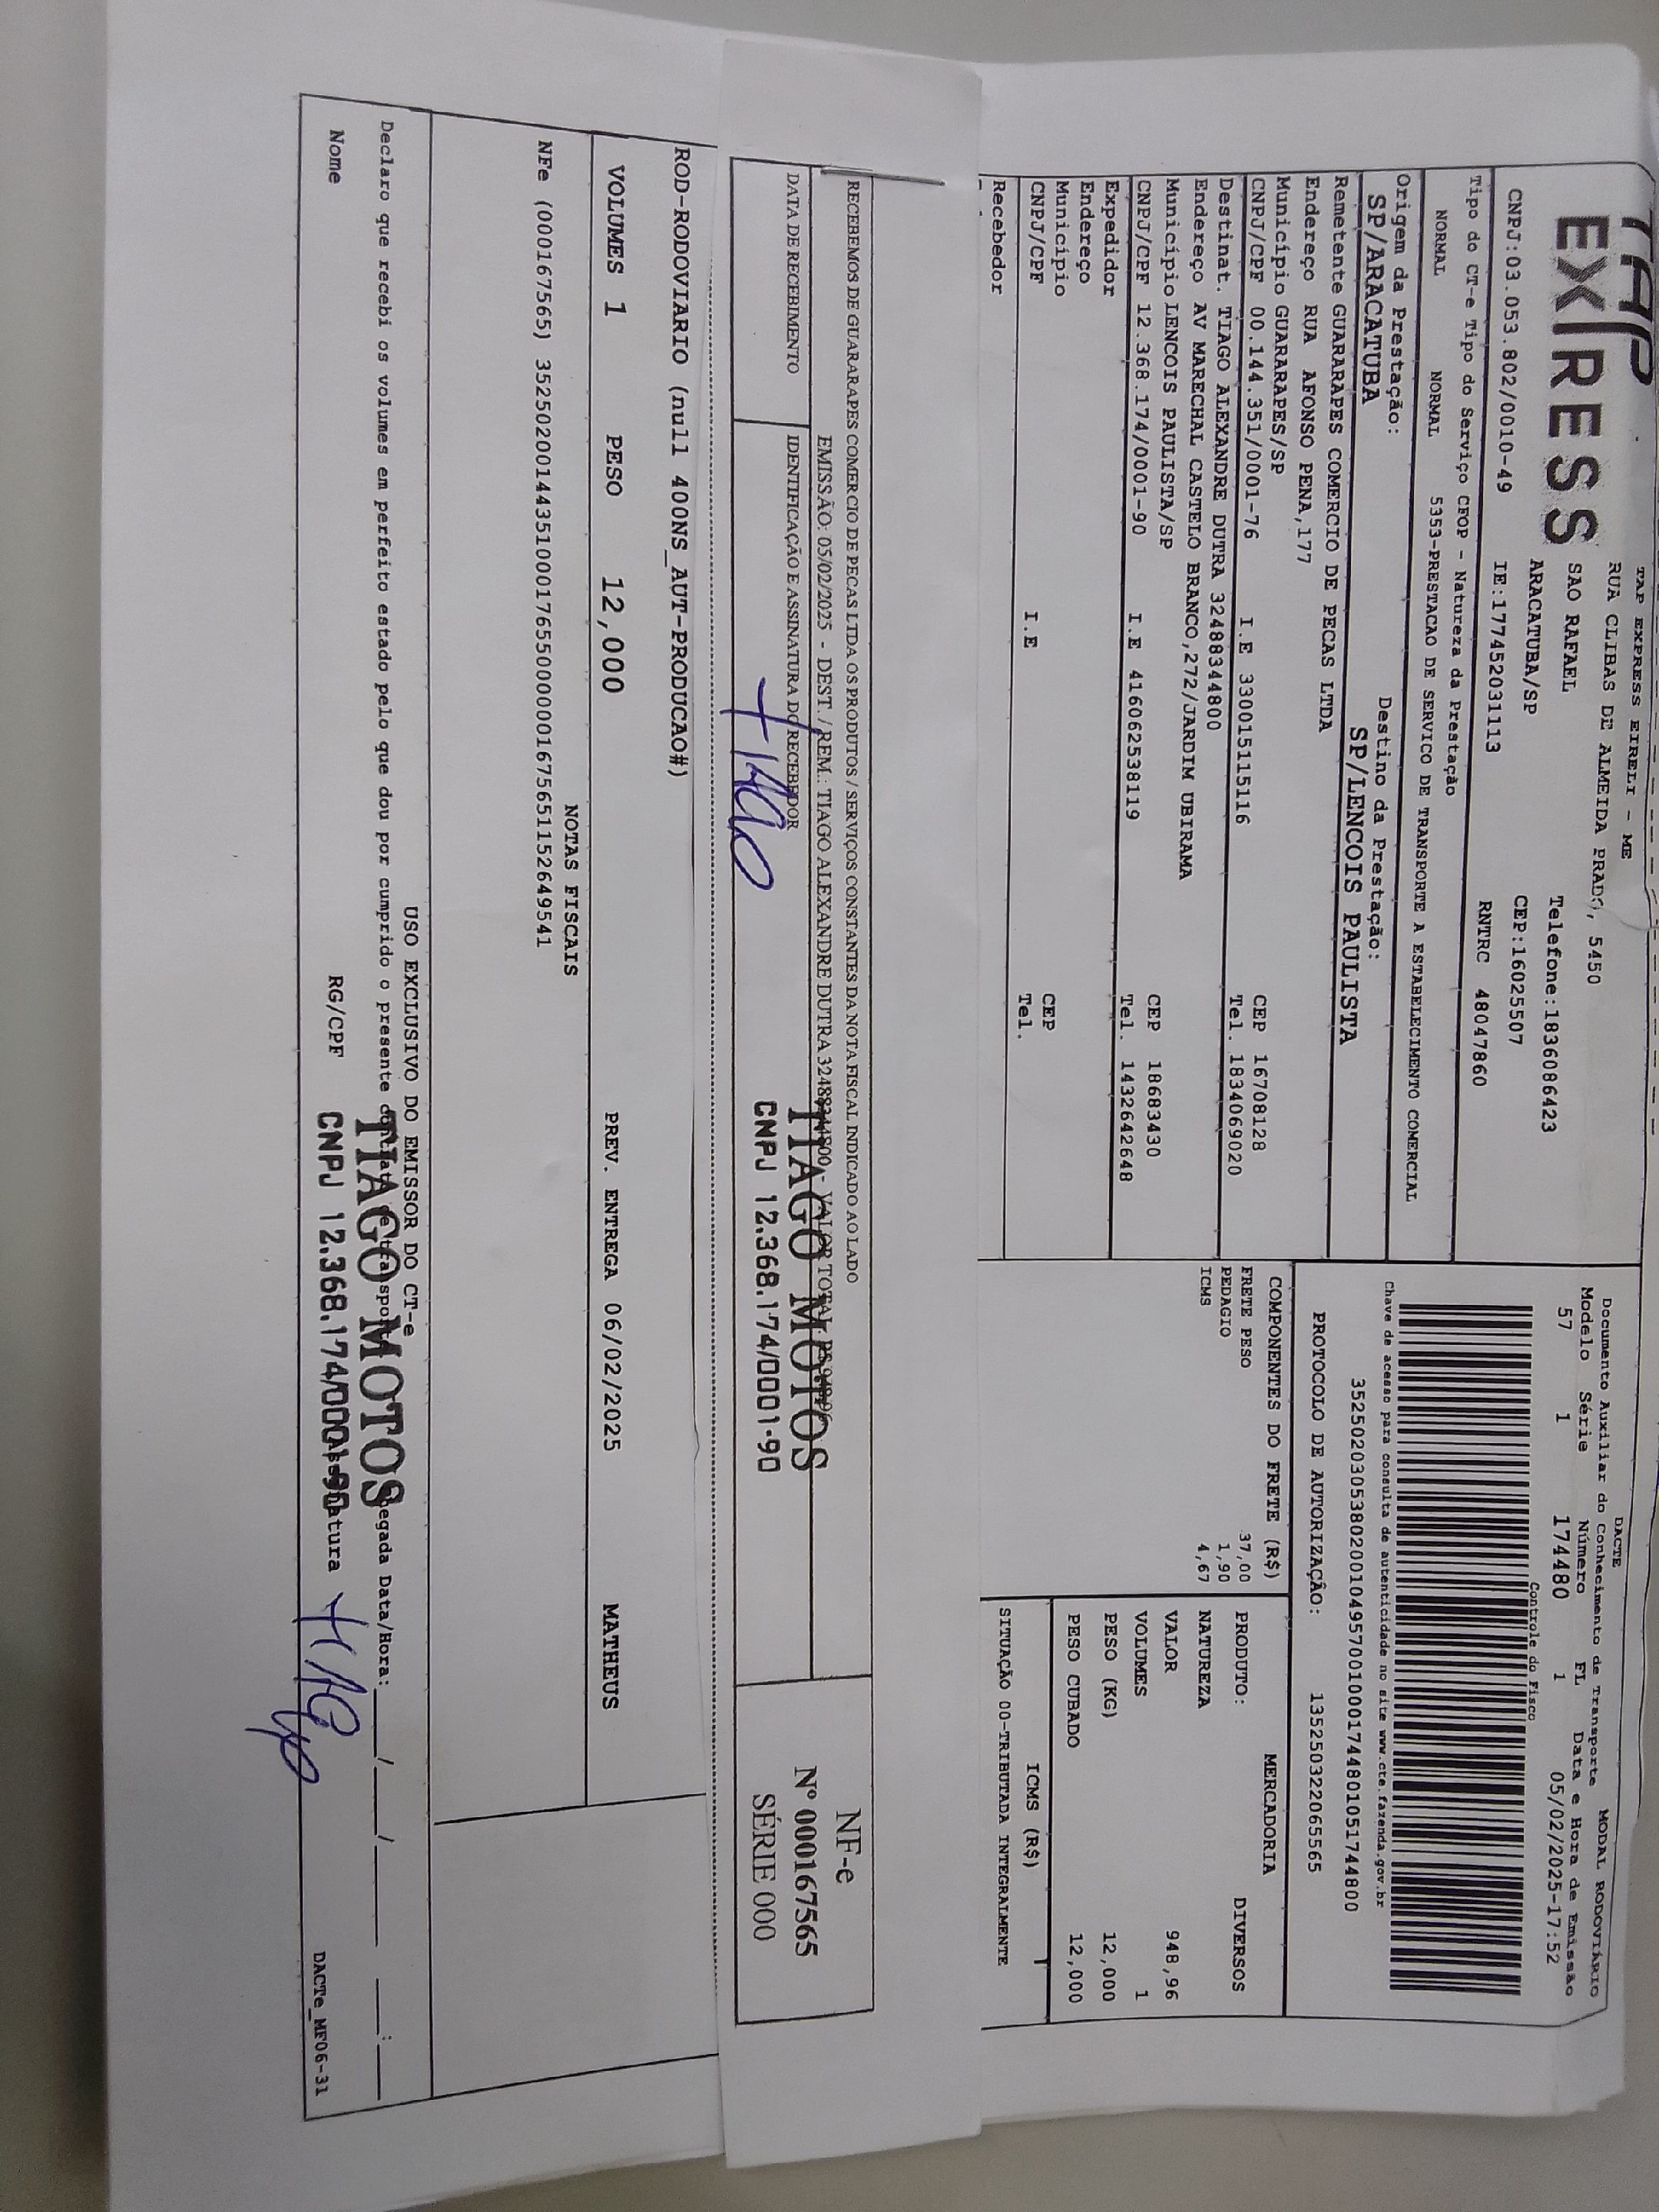 TAP
EXPRESS
TAP EXPRESS EIRELI - ME
RUA CLIBAS DE ALMEIDA PRADO, 5450
SAO RAFAEL
Telefone:1836086423
ARACATUBA/SP
CEP:16025507
CNPJ:03.053.802/0010-49 IE:177452031113 RNTRC 48047860
Tipo do CT-e Tipo do Serviço CFOP - Natureza da Prestação
NORMAL NORMAL 5353-PRESTACAO DE SERVICO DE TRANSPORTE A ESTABELECIMENTO COMERCIAL
Origem da Prestação: Destino da Prestação:
SP/ARACATUBA SP/LENCOIS PAULISTA
Remetente GUARARAPES COMERCIO DE PECAS LTDA
Endereço RUA AFONSO PENA,177
Município GUARARAPES/SP CEP 16708128
CNPJ/CPF 00.144.351/0001-76 I.E 330015115116 Tel. 1834069020
Destinat. TIAGO ALEXANDRE DUTRA 32488344800
Endereço AV MARECHAL CASTELO BRANCO,272/JARDIM UBIRAMA
Município LENCOIS PAULISTA/SP CEP 18683430
CNPJ/CPF 12.368.174/0001-90 I.E 416062538119 Tel. 1432642648
Expedidor
Endereço
Município CEP
CNPJ/CPF I.E Tel.
Recebedor
DACTE MODAL RODOVIÁRIO
Documento Auxiliar do Conhecimento de Transporte
Modelo Série Número FL Data e Hora de Emissão
57 1 174480 1 05/02/2025-17:52
Controle do Fisco
Chave de acesso para consulta de autenticidade no site www.cte.fazenda.gov.br
35250203053802001049570010001744801051744800
PROTOCOLO DE AUTORIZAÇÃO: 135250322065565
COMPONENTES DO FRETE (R$)
FRETE PESO 37,00
PEDAGIO 1,90
ICMS 4,67
MERCADORIA
PRODUTO: DIVERSOS
NATUREZA
VALOR 948,96
VOLUMES 1
PESO (KG) 12,000
PESO CUBADO 12,000
ICMS (R$)
SITUAÇÃO 00-TRIBUTADA INTEGRALMENTE
RECEBEMOS DE GUARARAPES COMERCIO DE PECAS LTDA OS PRODUTOS / SERVIÇOS CONSTANTES DA NOTA FISCAL INDICADO AO LADO
EMISSÃO: 05/02/2025 - DEST. / REM.: TIAGO ALEXANDRE DUTRA 32488344800 - VALOR TOTAL: R$
DATA DE RECEBIMENTO
IDENTIFICAÇÃO E ASSINATURA DO RECEBEDOR
TIAGO
TIAGO MOTOS
CNPJ 12.368.174/0001-90
NF-e
Nº 000167565
SÉRIE 000
ROD-RODOVIARIO (null 400NS_AUT-PRODUCAO#)
VOLUMES 1 PESO 12,000 PREV. ENTREGA 06/02/2025 MATHEUS
NOTAS FISCAIS
NFe (000167565) 35250200144351000176550000001675651152649541
USO EXCLUSIVO DO EMISSOR DO CT-e
Declaro que recebi os volumes em perfeito estado pelo que dou por cumprido o presente contrato de transporte Chegada Data/Hora: ___/___/_____ ___:___
TIAGO MOTOS
CNPJ 12.368.174/0001-90
Nome RG/CPF Assinatura
DACTe_MF06-31